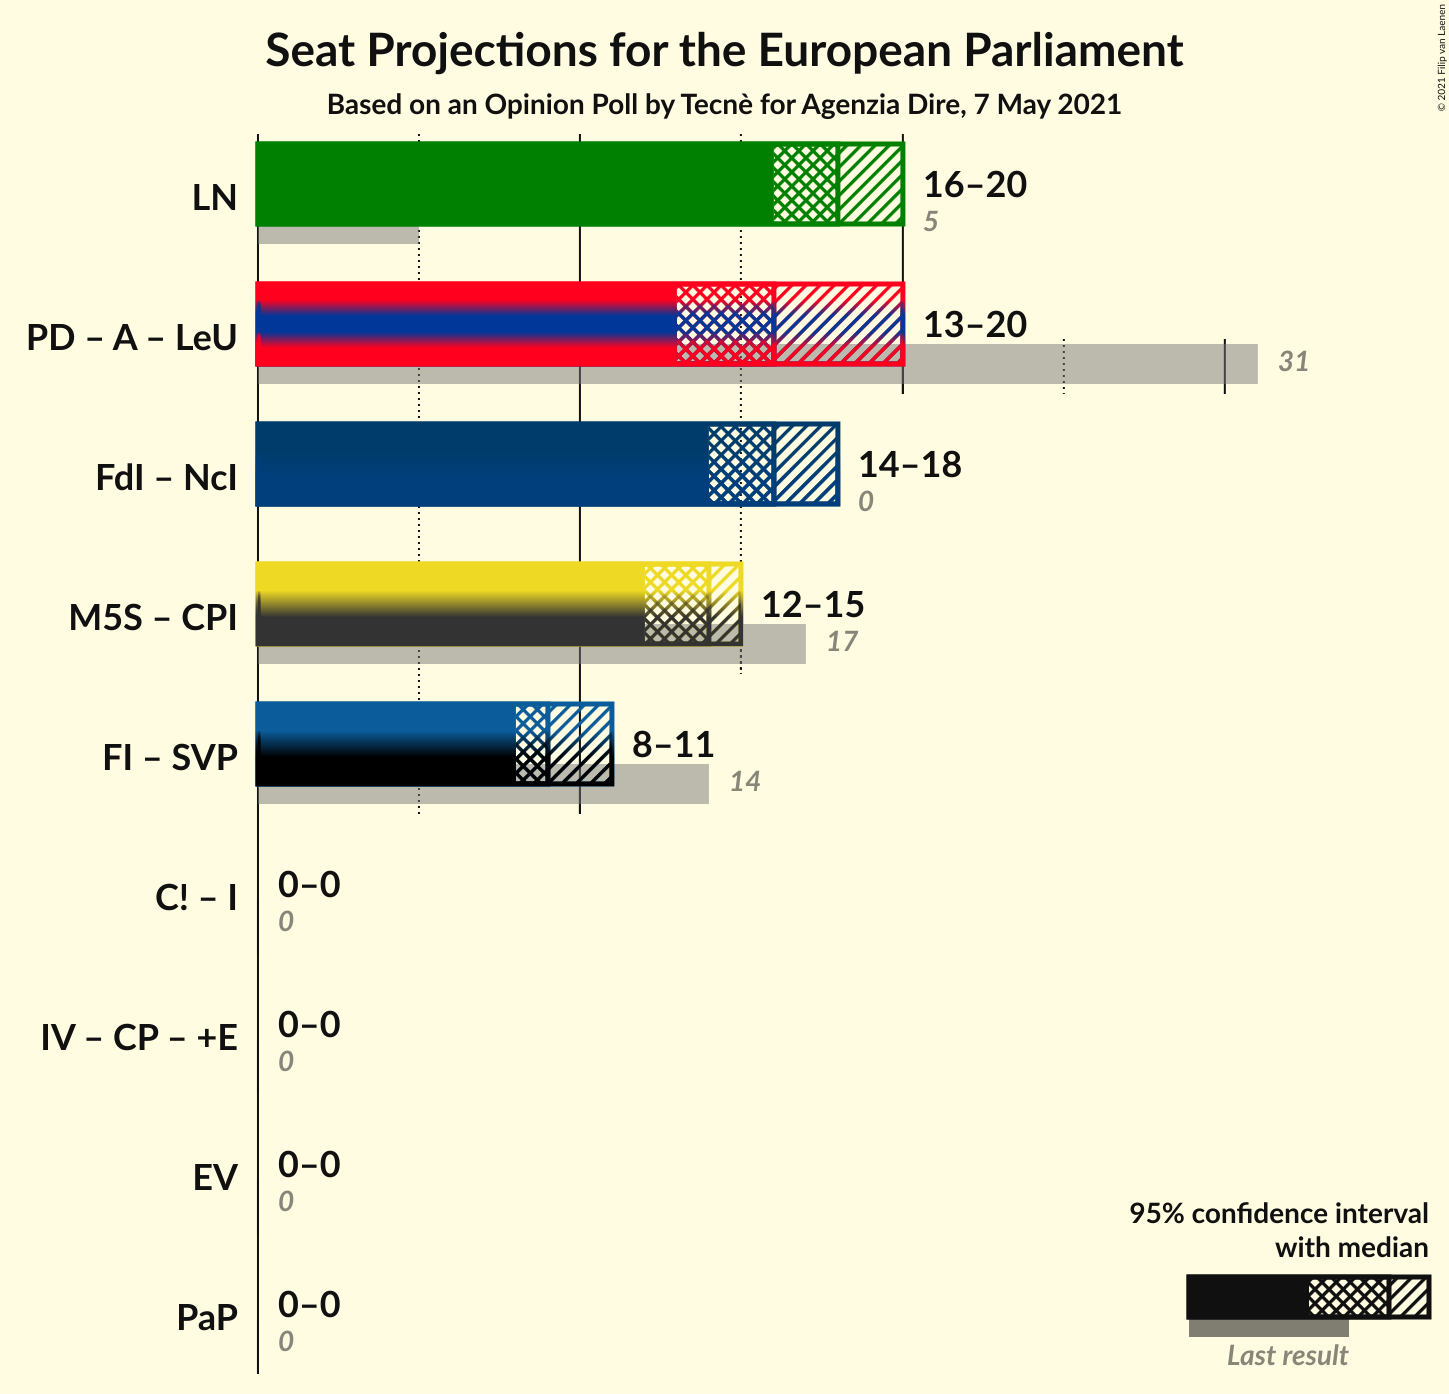 Seat Projections for the European Parliament
Based on an Opinion Poll by Tecnè for Agenzia Dire, 7 May 2021
© 2021 Filip van Laenen
LN
16–20
5
PD – A – LeU
13–20
31
FdI – NcI
14–18
0
M5S – CPI
12–15
17
FI – SVP
8–11
14
C! – I
0–0
0
IV – CP – +E
0–0
0
EV
0–0
0
PaP
0–0
0
95% confidence interval
with median
Last result